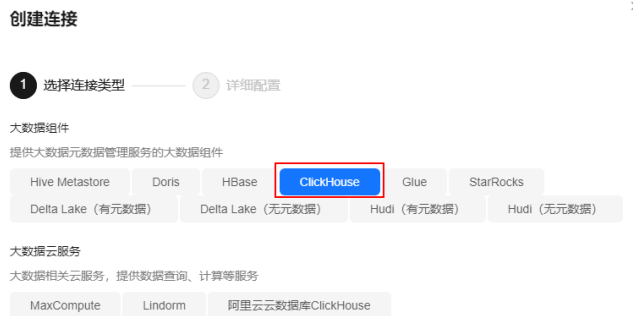 创建连接
1 选择连接类型 2 详细配置
大数据组件
提供大数据元数据管理服务的大数据组件
Hive Metastore Doris HBase ClickHouse Glue StarRocks
Delta Lake（有元数据） Delta Lake（无元数据） Hudi（有元数据） Hudi（无元数据）
大数据云服务
大数据相关云服务，提供数据查询、计算等服务
MaxCompute Lindorm 阿里云云数据库ClickHouse